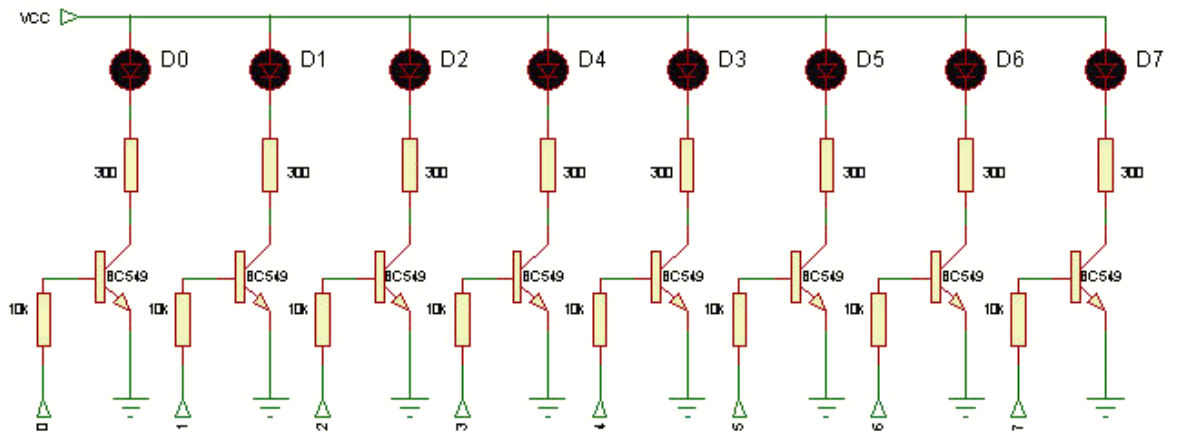 VCC
D0 D1 D2 D4 D3 D5 D6 D7
300 300 300 300 300 300 300 300
BC549 BC549 BC549 BC549 BC549 BC549 BC549 BC549
10k 10k 10k 10k 10k 10k 10k 10k
0 1 2 3 4 5 6 7